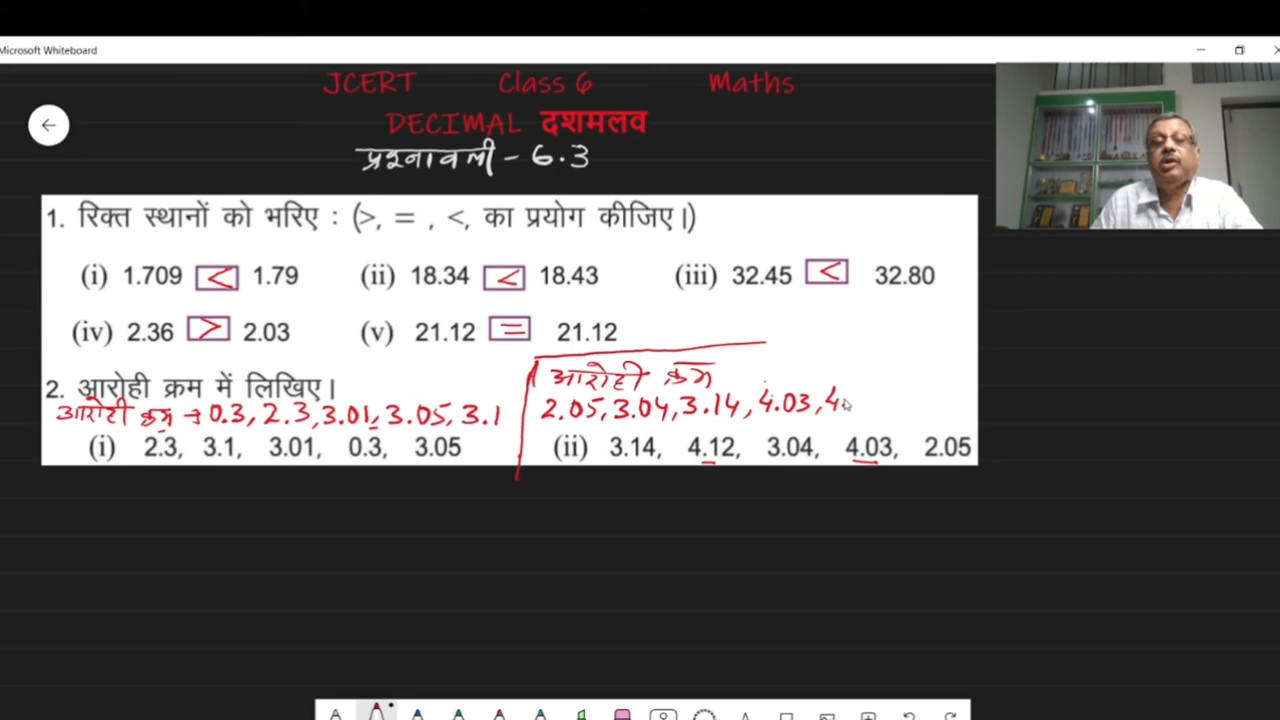 Microsoft Whiteboard
JCERT Class 6 Maths
DECIMAL दशमलव
प्रश्नावली - 6.3
1. रिक्त स्थानों को भरिए : (>, = , <, का प्रयोग कीजिए।)
(i) 1.709 < 1.79 (ii) 18.34 < 18.43 (iii) 32.45 < 32.80
(iv) 2.36 > 2.03 (v) 21.12 = 21.12
2. आरोही क्रम में लिखिए।
आरोही क्रम → 0.3, 2.3, 3.01, 3.05, 3.1
(i) 2.3, 3.1, 3.01, 0.3, 3.05
आरोही क्रम
2.05, 3.04, 3.14, 4.03, 4.
(ii) 3.14, 4.12, 3.04, 4.03, 2.05